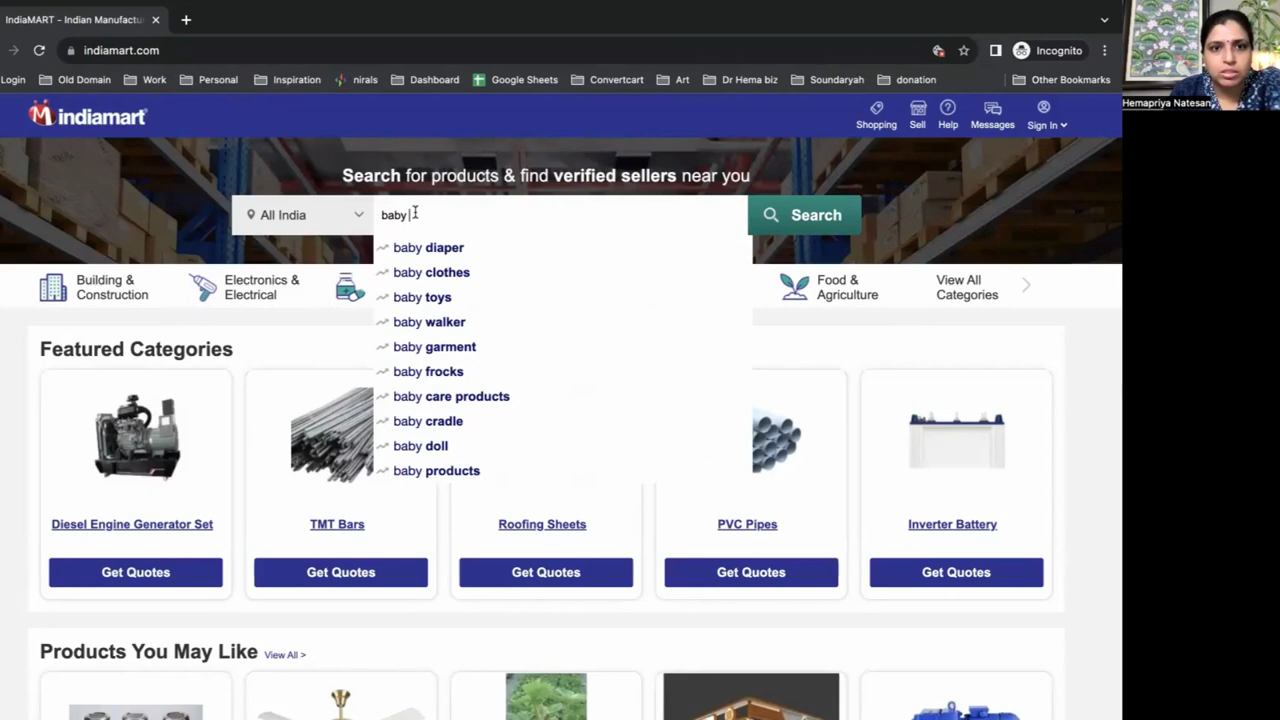 IndiaMART - Indian Manufactu
indiamart.com
Incognito
Login Old Domain Work Personal Inspiration nirals Dashboard Google Sheets Convertcart Art Dr Hema biz Soundaryah donation Other Bookmarks
Hemapriya Natesan
indiamart
Shopping Sell Help Messages Sign In
Search for products & find verified sellers near you
All India
baby
Search
baby diaper
baby clothes
baby toys
baby walker
baby garment
baby frocks
baby care products
baby cradle
baby doll
baby products
Building &
Construction
Electronics &
Electrical
Food &
Agriculture
View All
Categories
Featured Categories
Diesel Engine Generator Set
TMT Bars
Roofing Sheets
PVC Pipes
Inverter Battery
Get Quotes
Get Quotes
Get Quotes
Get Quotes
Get Quotes
Products You May Like View All >